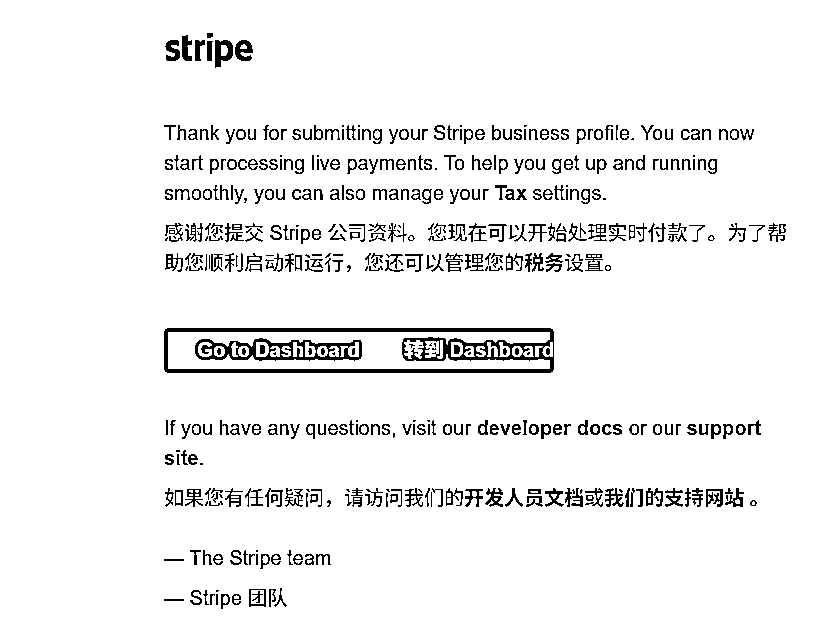 stripe
Thank you for submitting your Stripe business profile. You can now
start processing live payments. To help you get up and running
smoothly, you can also manage your Tax settings.
感谢您提交 Stripe 公司资料。您现在可以开始处理实时付款了。为了帮
助您顺利启动和运行，您还可以管理您的税务设置。
Go to Dashboard 转到 Dashboard
If you have any questions, visit our developer docs or our support
site.
如果您有任何疑问，请访问我们的开发人员文档或我们的支持网站 。
— The Stripe team
— Stripe 团队